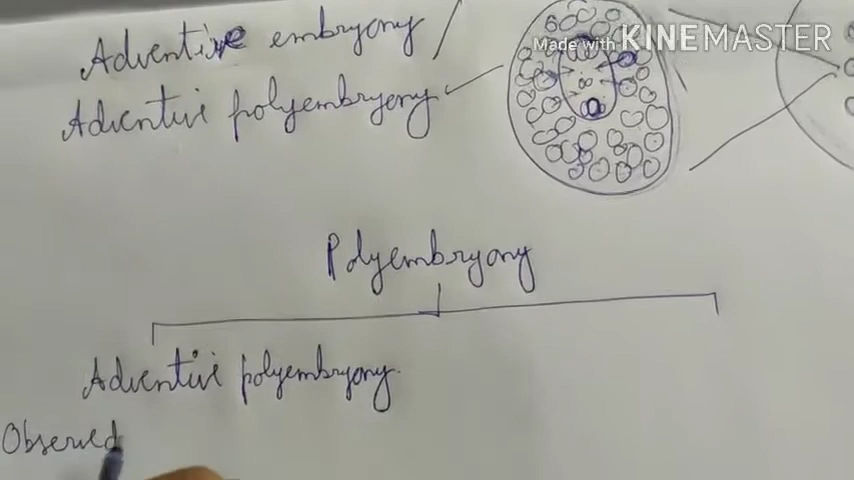 Adventive embryony
Made with KINEMASTER
Adventive polyembryony
Polyembryony
Adventive polyembryony.
Observed